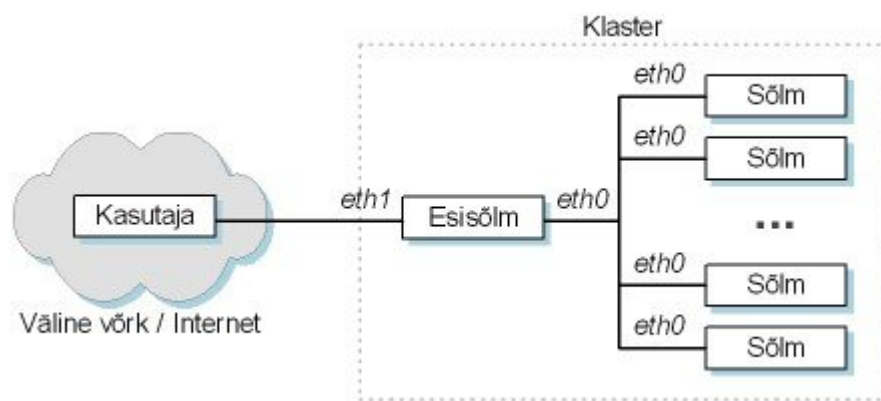 Klaster
eth0
Sõlm
eth0
Sõlm
Kasutaja
eth1
Esisõlm
eth0
...
eth0
Sõlm
Väline võrk / Internet
eth0
Sõlm